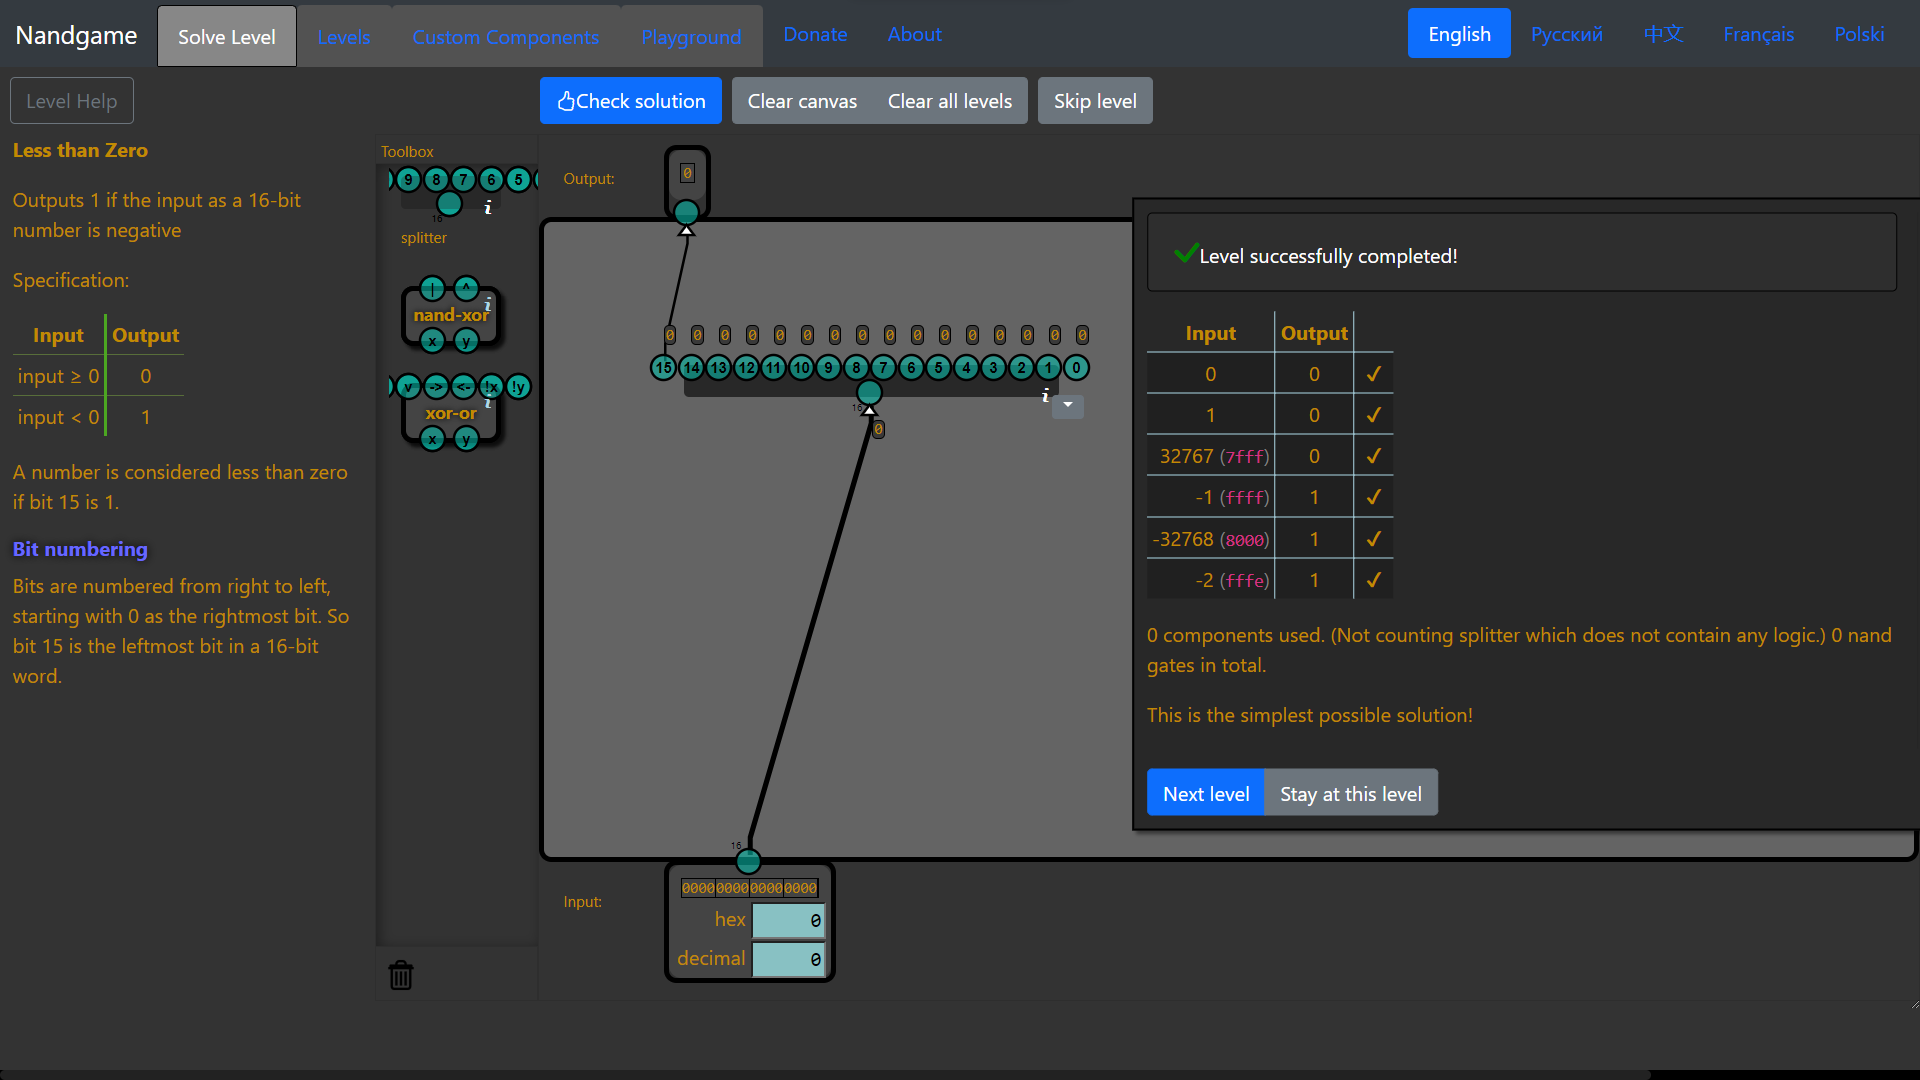 Nandgame
Solve Level
Levels
Custom Components
Playground
Donate
About
English
Русский
中文
Français
Polski
Level Help
Check solution
Clear canvas
Clear all levels
Skip level
Less than Zero
Outputs 1 if the input as a 16-bit
number is negative
Specification:
Input Output
input ≥ 0 0
input < 0 1
A number is considered less than zero
if bit 15 is 1.
Bit numbering
Bits are numbered from right to left,
starting with 0 as the rightmost bit. So
bit 15 is the leftmost bit in a 16-bit
word.
Toolbox
9 8 7 6 5
16 i
splitter
| ^
i
nand-xor
x y
v -> <- !x !y
i
xor-or
x y
Output:
0
0 0 0 0 0 0 0 0 0 0 0 0 0 0 0 0
15 14 13 12 11 10 9 8 7 6 5 4 3 2 1 0
i
16
0
16
Input:
0000000000000000
hex 0
decimal 0
Level successfully completed!
Input Output
0 0 ✓
1 0 ✓
32767 (7fff) 0 ✓
-1 (ffff) 1 ✓
-32768 (8000) 1 ✓
-2 (fffe) 1 ✓
0 components used. (Not counting splitter which does not contain any logic.) 0 nand
gates in total.
This is the simplest possible solution!
Next level
Stay at this level